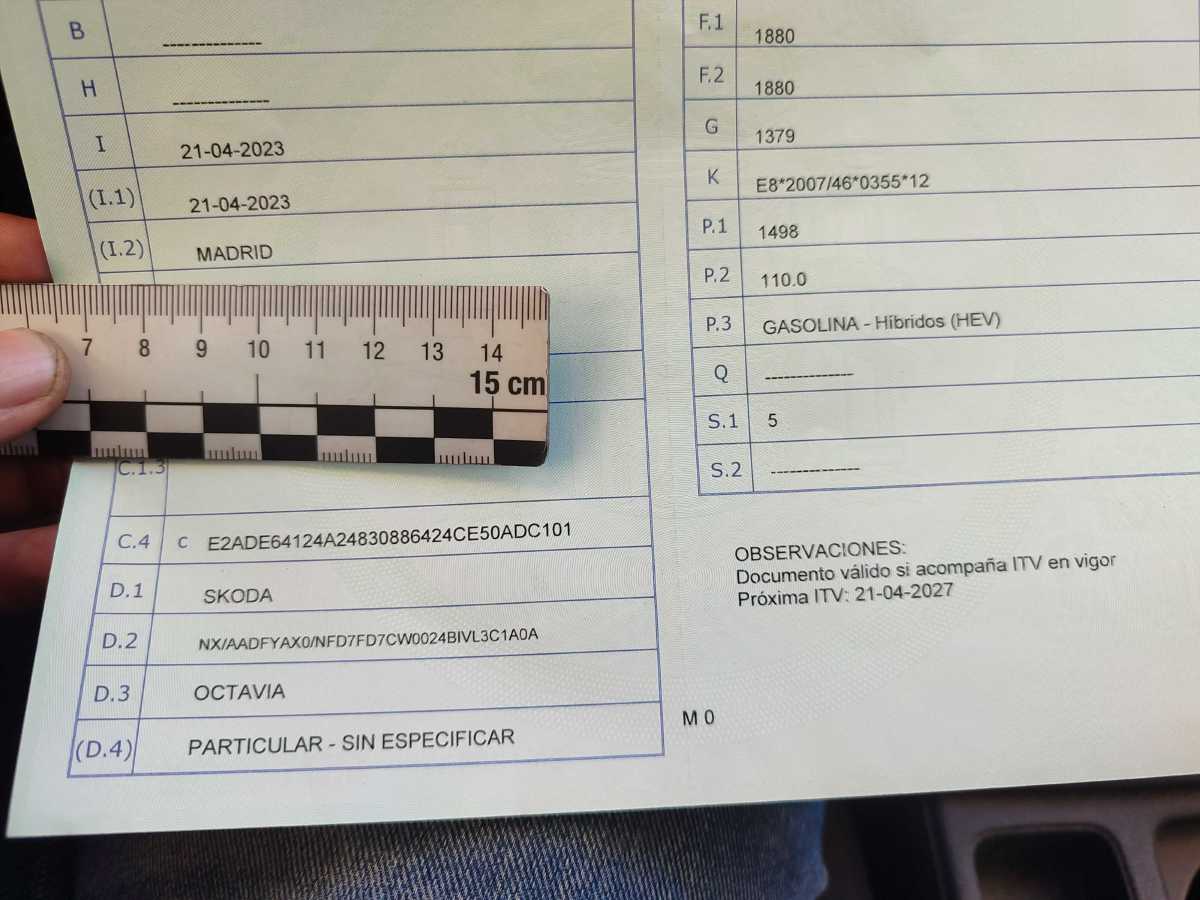 B --------------
H --------------
I 21-04-2023
(I.1) 21-04-2023
(I.2) MADRID
7 8 9 10 11 12 13 14
15 cm
C.1.3
C.4 c E2ADE64124A24830886424CE50ADC101
D.1 SKODA
D.2 NX/AADFYAX0/NFD7FD7CW0024BIVL3C1A0A
D.3 OCTAVIA
(D.4) PARTICULAR - SIN ESPECIFICAR
F.1 1880
F.2 1880
G 1379
K E8*2007/46*0355*12
P.1 1498
P.2 110.0
P.3 GASOLINA - Híbridos (HEV)
Q --------------
S.1 5
S.2 --------------
OBSERVACIONES:
Documento válido si acompaña ITV en vigor
Próxima ITV: 21-04-2027
M 0